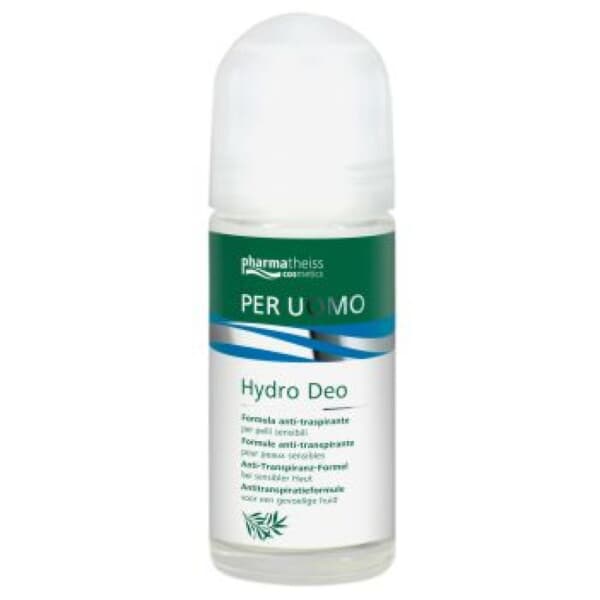 pharmatheiss
cosmetics
PER UOMO
Hydro Deo
Formula anti-traspirante
per pelli sensibili
Formule anti-transpirante
pour peaux sensibles
Anti-Transpiranz-Formel
bei sensibler Haut
Antitranspiratieformule
voor een gevoelige huid